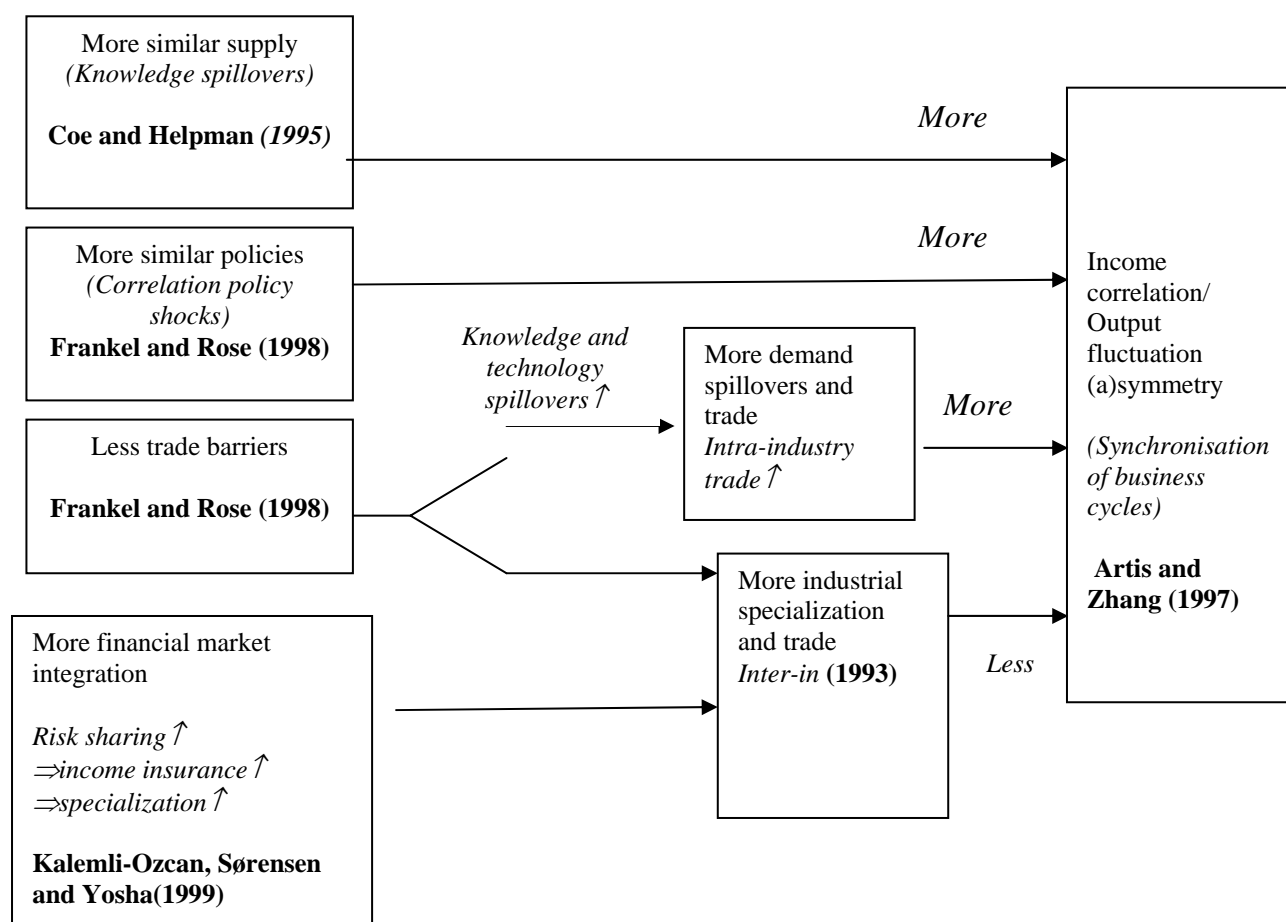 More similar supply
(Knowledge spillovers)
Coe and Helpman (1995)
More
More similar policies
(Correlation policy
shocks)
Frankel and Rose (1998)
More
Less trade barriers
Frankel and Rose (1998)
Knowledge and
technology
spillovers↑
More demand
spillovers and
trade
Intra-industry
trade↑
More
More industrial
specialization
and trade
Inter-in (1993)
Less
More financial market
integration
Risk sharing↑
⇒income insurance↑
⇒specialization↑
Kalemli-Ozcan, Sørensen
and Yosha(1999)
Income
correlation/
Output
fluctuation
(a)symmetry
(Synchronisation
of business
cycles)
Artis and
Zhang (1997)